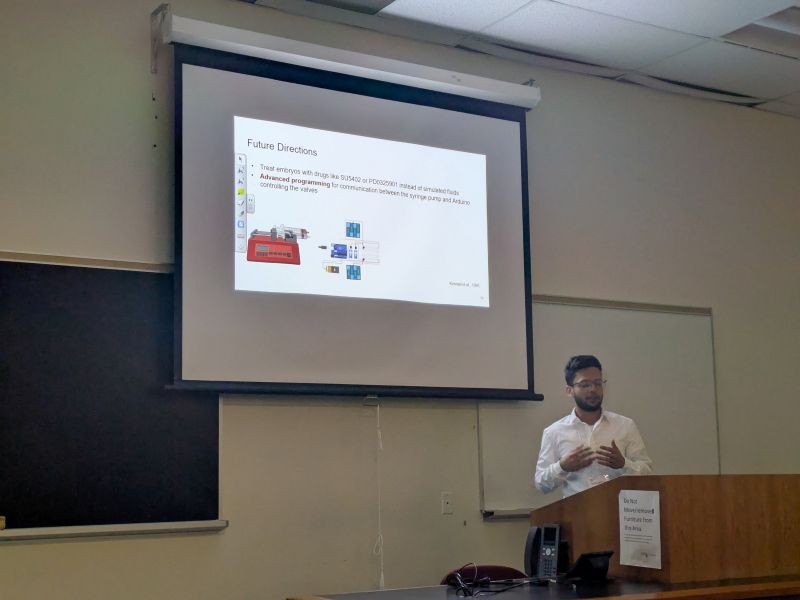 Future Directions
• Treat embryos with drugs like SU5402 or PD0325901 instead of simulated fluids
• Advanced programming for communication between the syringe pump and Arduino
controlling the valves
Do Not
Furniture from
this Area